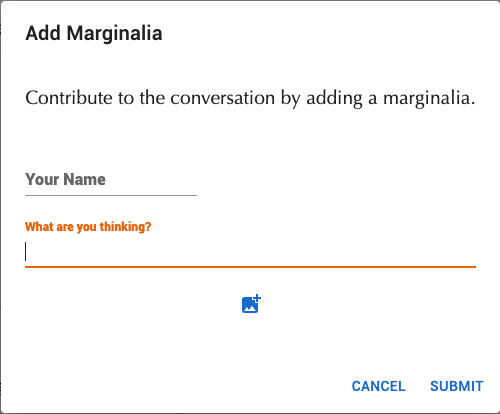 Add Marginalia
Contribute to the conversation by adding a marginalia.
Your Name
What are you thinking?
CANCEL SUBMIT